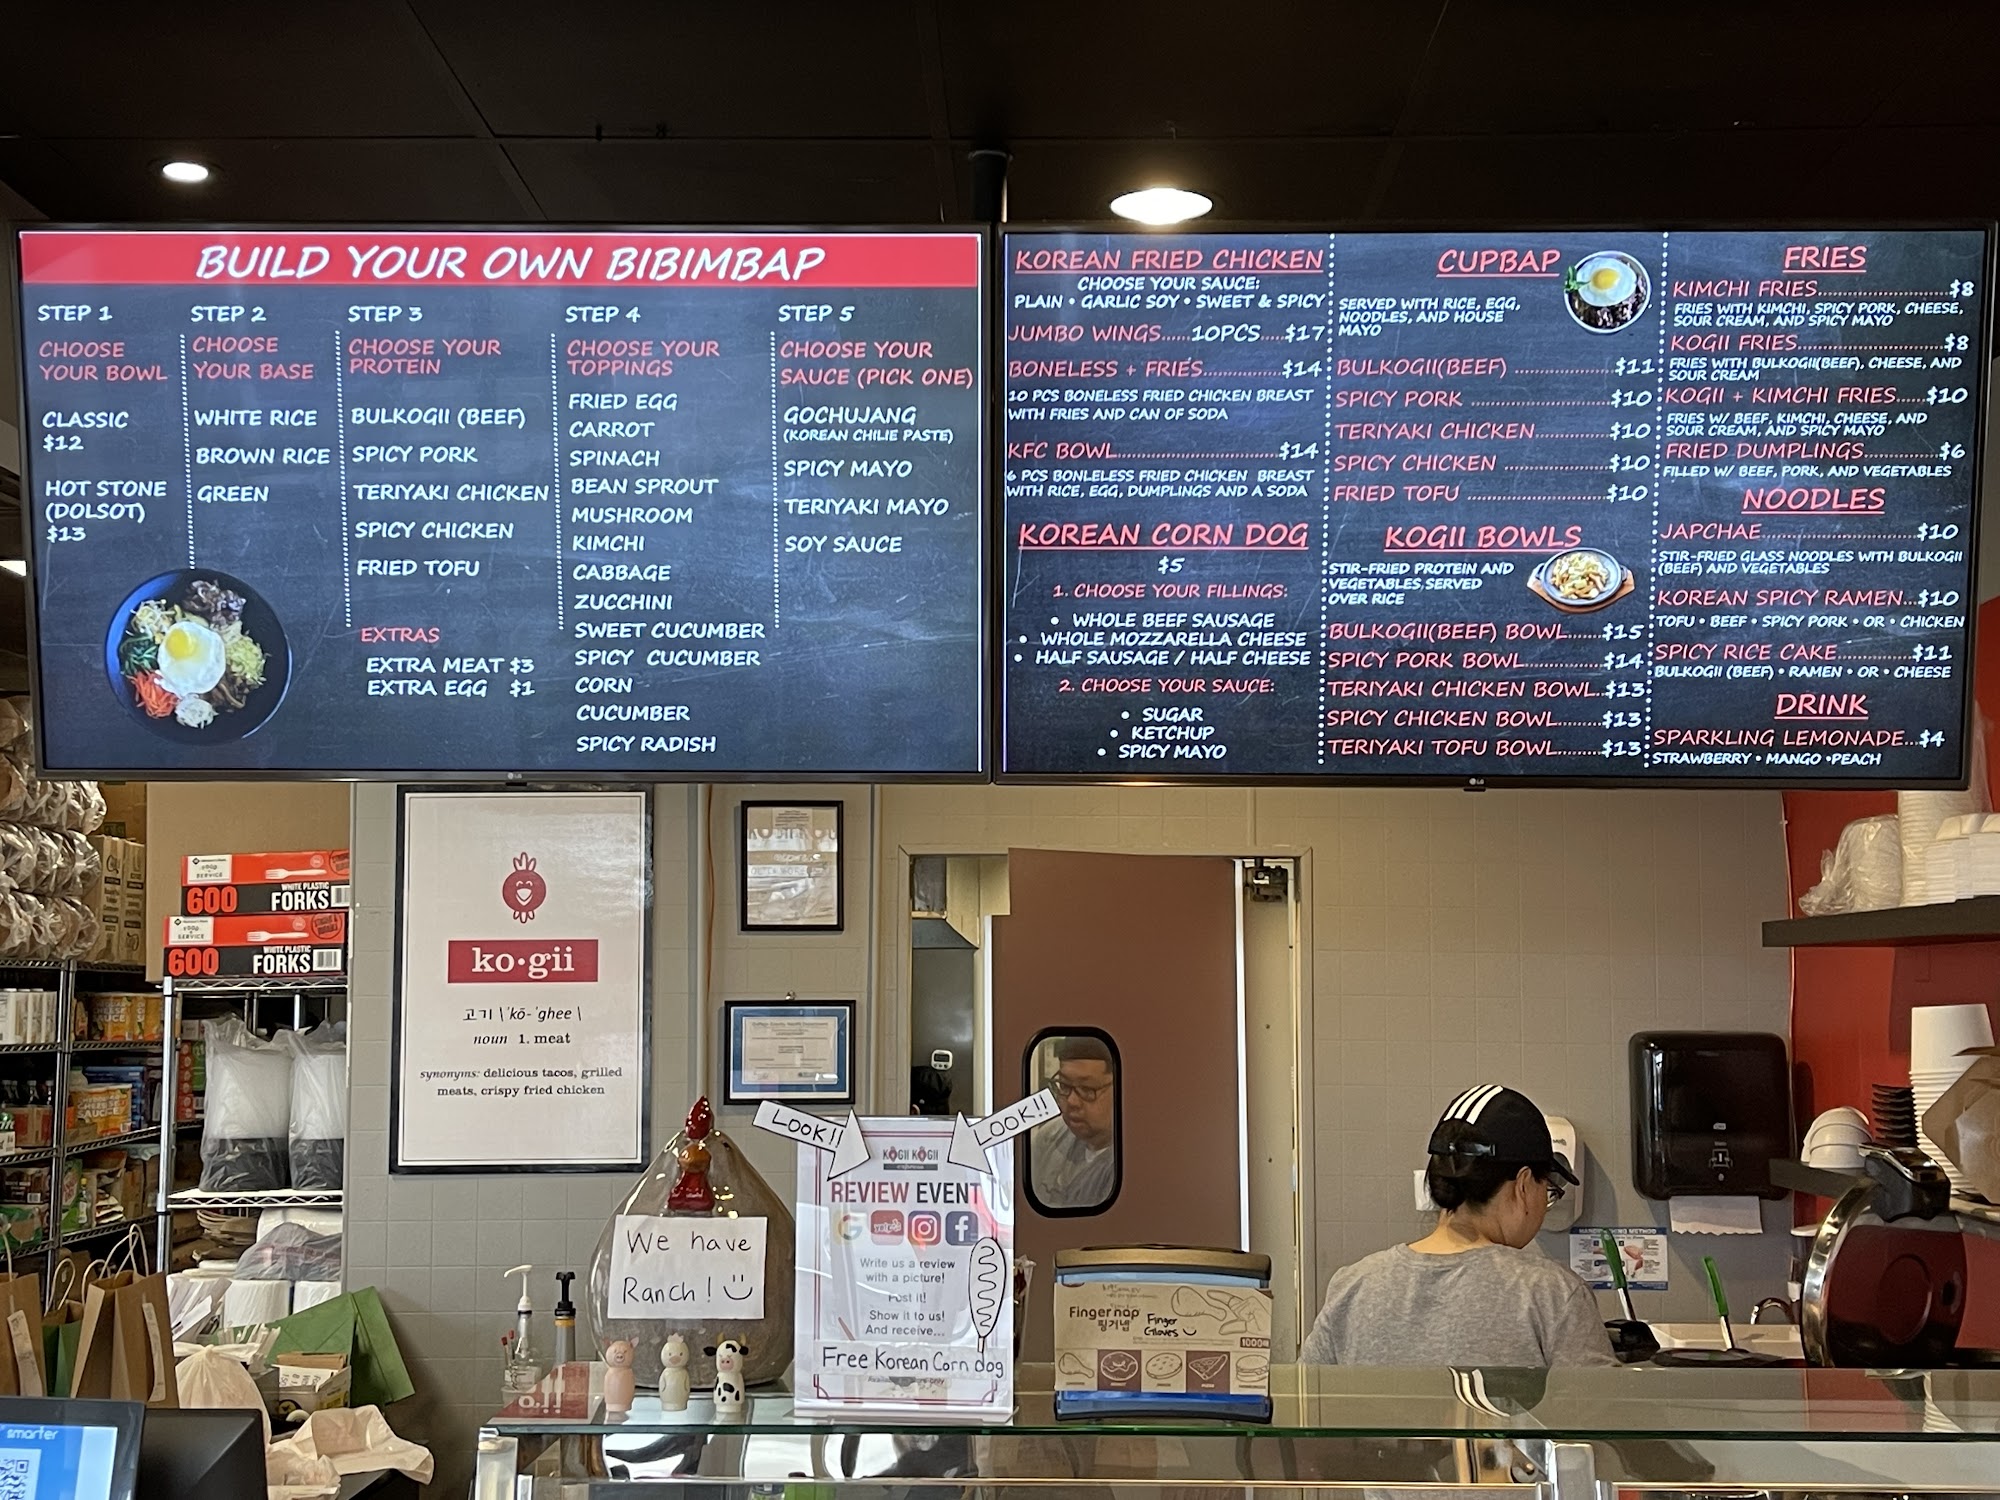 BUILD YOUR OWN BIBIMBAP
STEP 1
CHOOSE
YOUR BOWL
CLASSIC
$12
HOT STONE
(DOLSOT)
$13
STEP 2
CHOOSE
YOUR BASE
WHITE RICE
BROWN RICE
GREEN
STEP 3
CHOOSE YOUR
PROTEIN
BULKOGII (BEEF)
SPICY PORK
TERIYAKI CHICKEN
SPICY CHICKEN
FRIED TOFU
EXTRAS
EXTRA MEAT $3
EXTRA EGG $1
STEP 4
CHOOSE YOUR
TOPPINGS
FRIED EGG
CARROT
SPINACH
BEAN SPROUT
MUSHROOM
KIMCHI
CABBAGE
ZUCCHINI
SWEET CUCUMBER
SPICY CUCUMBER
CORN
CUCUMBER
SPICY RADISH
STEP 5
CHOOSE YOUR
SAUCE (PICK ONE)
GOCHUJANG
(KOREAN CHILIE PASTE)
SPICY MAYO
TERIYAKI MAYO
SOY SAUCE
KOREAN FRIED CHICKEN
CHOOSE YOUR SAUCE:
PLAIN • GARLIC SOY • SWEET & SPICY
JUMBO WINGS.....10PCS....$17
BONELESS + FRIES..............$14
10 PCS BONELESS FRIED CHICKEN BREAST
WITH FRIES AND CAN OF SODA
KFC BOWL..............................$14
6 PCS BONLELESS FRIED CHICKEN BREAST
WITH RICE, EGG, DUMPLINGS AND A SODA
KOREAN CORN DOG
$5
1. CHOOSE YOUR FILLINGS:
• WHOLE BEEF SAUSAGE
• WHOLE MOZZARELLA CHEESE
• HALF SAUSAGE / HALF CHEESE
2. CHOOSE YOUR SAUCE:
• SUGAR
• KETCHUP
• SPICY MAYO
CUPBAP
SERVED WITH RICE, EGG,
NOODLES, AND HOUSE
MAYO
BULKOGII(BEEF) ..................$11
SPICY PORK ..........................$10
TERIYAKI CHICKEN..............$10
SPICY CHICKEN ....................$10
FRIED TOFU ..........................$10
KOGII BOWLS
STIR-FRIED PROTEIN AND
VEGETABLES SERVED
OVER RICE
BULKOGII(BEEF) BOWL.......$15
SPICY PORK BOWL...............$14
TERIYAKI CHICKEN BOWL..$13
SPICY CHICKEN BOWL.........$13
TERIYAKI TOFU BOWL.........$13
FRIES
KIMCHI FRIES.........................$8
FRIES WITH KIMCHI, SPICY PORK, CHEESE,
SOUR CREAM, AND SPICY MAYO
KOGII FRIES............................$8
FRIES WITH BULKOGII(BEEF), CHEESE, AND
SOUR CREAM
KOGII + KIMCHI FRIES.....$10
FRIES W/ BEEF, KIMCHI, CHEESE, AND
SOUR CREAM, AND SPICY MAYO
FRIED DUMPLINGS...............$6
FILLED W/ BEEF, PORK, AND VEGETABLES
NOODLES
JAPCHAE..............................$10
STIR-FRIED GLASS NOODLES WITH BULKOGII
(BEEF) AND VEGETABLES
KOREAN SPICY RAMEN...$10
TOFU • BEEF • SPICY PORK • OR • CHICKEN
SPICY RICE CAKE...............$11
BULKOGII (BEEF) • RAMEN • OR • CHEESE
DRINK
SPARKLING LEMONADE...$4
STRAWBERRY • MANGO •PEACH
LG
LG
600
WHITE PLASTIC
FORKS
600
WHITE PLASTIC
FORKS
ko•gii
고기 \ 'kō-'ghee \
noun 1. meat
synonyms: delicious tacos, grilled
meats, crispy fried chicken
LOOK!!
LOOK!!
KOGII KOGII
REVIEW EVENT
Write us a review
with a picture!
Post it!
Show it to us!
And receive...
Free Korean Corn dog
We have
Ranch!
Fingernap
핑거냅
Finger
Gloves
smarter